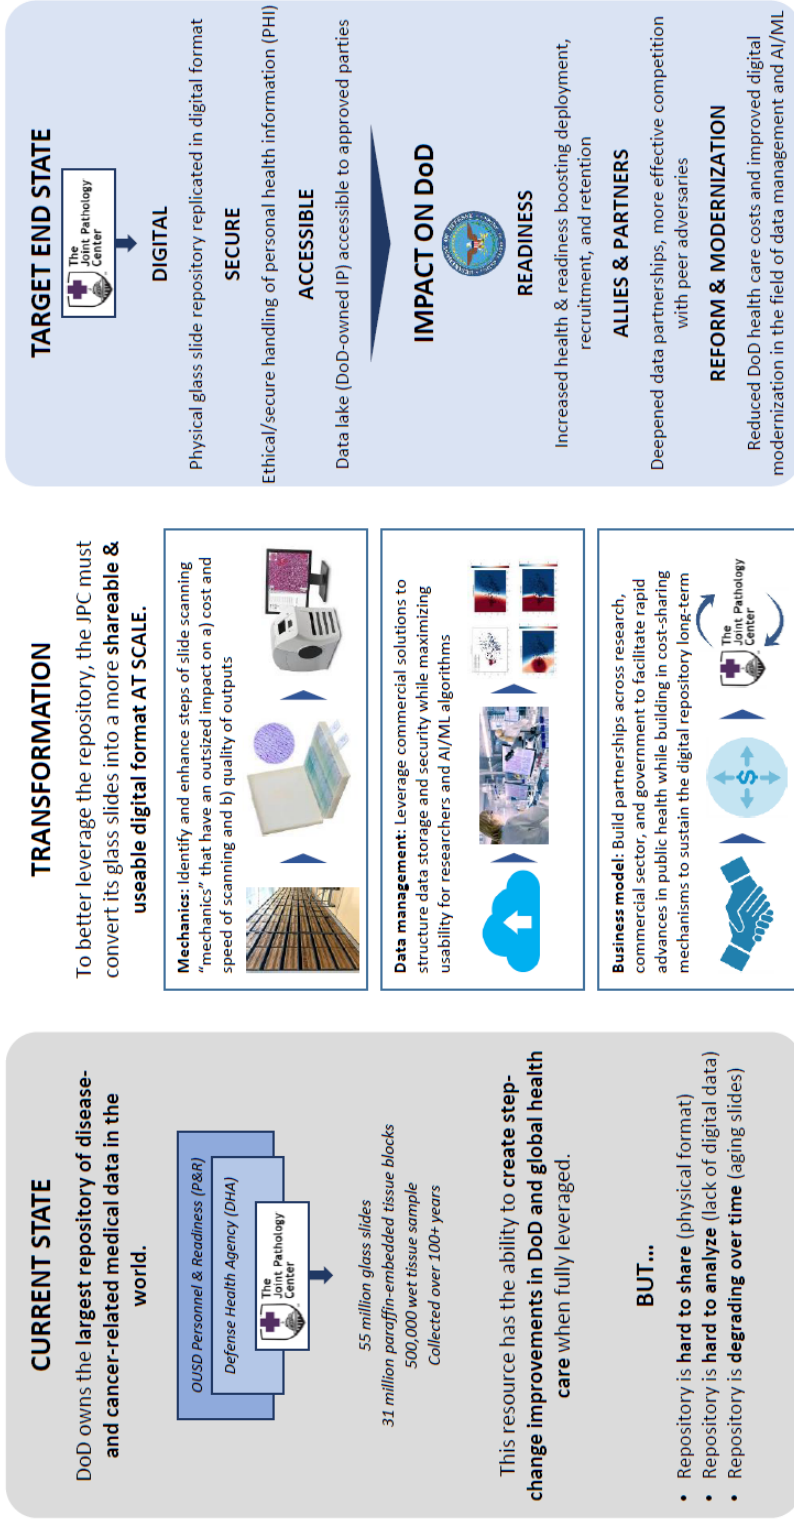 CURRENT STATE
DoD owns the largest repository of disease-
and cancer-related medical data in the
world.
OUSD Personnel & Readiness (P&R)
Defense Health Agency (DHA)
The
Joint Pathology
Center
55 million glass slides
31 million paraffin-embedded tissue blocks
500,000 wet tissue sample
Collected over 100+ years
This resource has the ability to create step-
change improvements in DoD and global health
care when fully leveraged.
BUT...
• Repository is hard to share (physical format)
• Repository is hard to analyze (lack of digital data)
• Repository is degrading over time (aging slides)
TRANSFORMATION
To better leverage the repository, the JPC must
convert its glass slides into a more shareable &
useable digital format AT SCALE.
Mechanics: Identify and enhance steps of slide scanning
“mechanics” that have an outsized impact on a) cost and
speed of scanning and b) quality of outputs
Data management: Leverage commercial solutions to
structure data storage and security while maximizing
usability for researchers and AI/ML algorithms
Business model: Build partnerships across research,
commercial sector, and government to facilitate rapid
advances in public health while building in cost-sharing
mechanisms to sustain the digital repository long-term
$
The
Joint Pathology
Center
TARGET END STATE
The
Joint Pathology
Center
DIGITAL
Physical glass slide repository replicated in digital format
SECURE
Ethical/secure handling of personal health information (PHI)
ACCESSIBLE
Data lake (DoD-owned IP) accessible to approved parties
IMPACT ON DoD
READINESS
Increased health & readiness boosting deployment,
recruitment, and retention
ALLIES & PARTNERS
Deepened data partnerships, more effective competition
with peer adversaries
REFORM & MODERNIZATION
Reduced DoD health care costs and improved digital
modernization in the field of data management and AI/ML